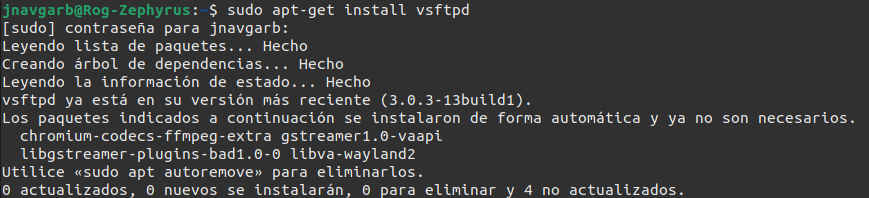 jnavgarb@Rog-Zephyrus:~$ sudo apt-get install vsftpd
[sudo] contraseña para jnavgarb:
Leyendo lista de paquetes... Hecho
Creando árbol de dependencias... Hecho
Leyendo la información de estado... Hecho
vsftpd ya está en su versión más reciente (3.0.3-13build1).
Los paquetes indicados a continuación se instalaron de forma automática y ya no son necesarios.
  chromium-codecs-ffmpeg-extra gstreamer1.0-vaapi
  libgstreamer-plugins-bad1.0-0 libva-wayland2
Utilice «sudo apt autoremove» para eliminarlos.
0 actualizados, 0 nuevos se instalarán, 0 para eliminar y 4 no actualizados.